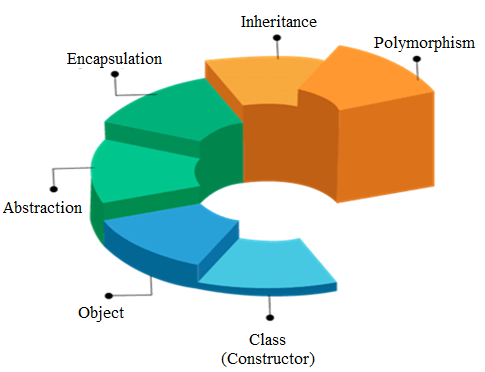 Inheritance
Polymorphism
Encapsulation
Abstraction
Object
Class
(Constructor)